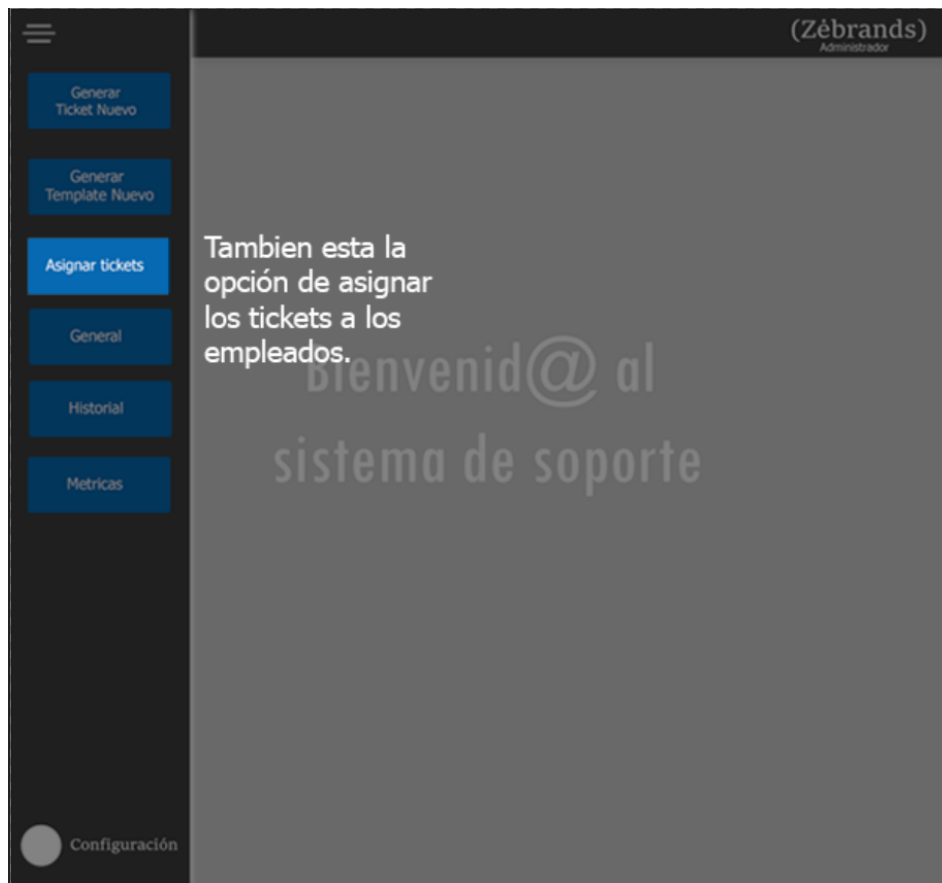 (Zėbrands)
Administrador
Generar
Ticket Nuevo
Generar
Template Nuevo
Asignar tickets
Tambien esta la
opción de asignar
los tickets a los
empleados.
General
Bienvenid@ al
Historial
sistema de soporte
Metricas
Configuración